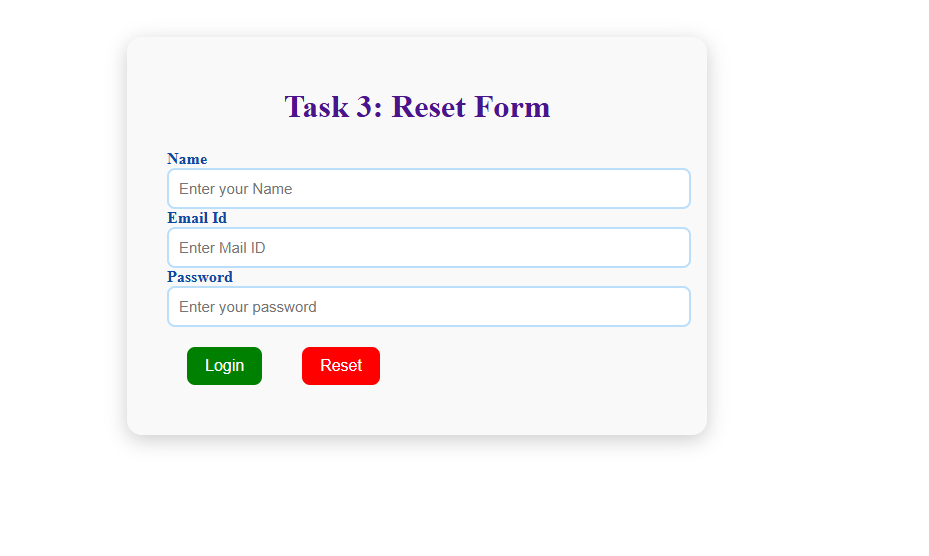 Task 3: Reset Form
Name
Enter your Name
Email Id
Enter Mail ID
Password
Enter your password
Login Reset